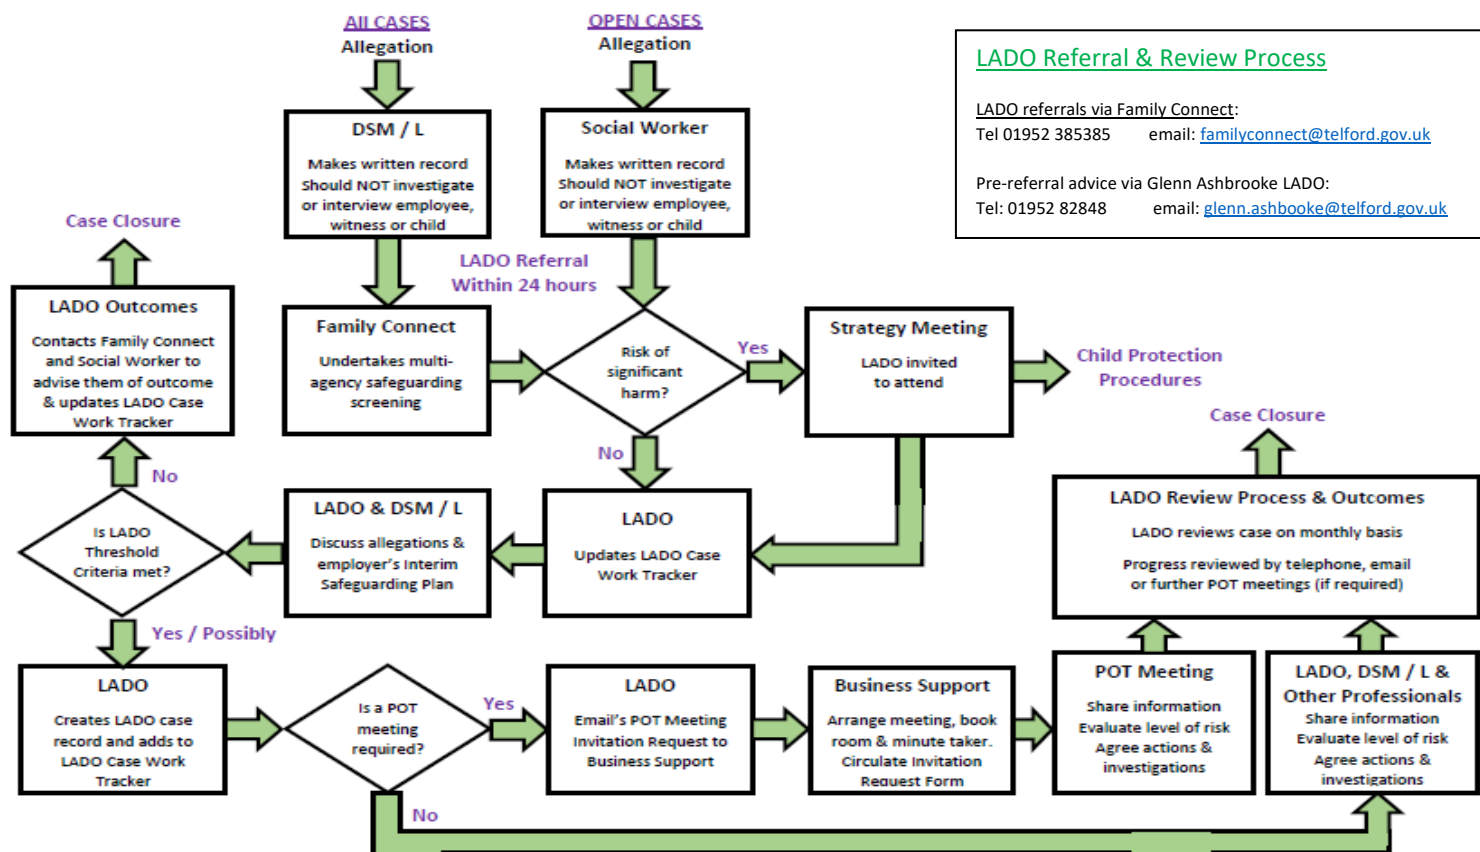 All CASES
Allegation
OPEN CASES
Allegation
LADO Referral & Review Process
LADO referrals via Family Connect:
Tel 01952 385385 email: familyconnect@telford.gov.uk
Pre-referral advice via Glenn Ashbrooke LADO:
Tel: 01952 82848 email: glenn.ashbooke@telford.gov.uk
DSM / L
Makes written record
Should NOT investigate
or interview employee,
witness or child
Social Worker
Makes written record
Should NOT investigate
or interview employee,
witness or child
LADO Referral
Within 24 hours
Case Closure
LADO Outcomes
Contacts Family Connect
and Social Worker to
advise them of outcome
& updates LADO Case
Work Tracker
Family Connect
Undertakes multi-
agency safeguarding
screening
Risk of
significant
harm?
Yes
Strategy Meeting
LADO invited
to attend
Child Protection
Procedures
No
No
Case Closure
Is LADO
Threshold
Criteria met?
LADO & DSM / L
Discuss allegations &
employer's Interim
Safeguarding Plan
LADO
Updates LADO Case
Work Tracker
LADO Review Process & Outcomes
LADO reviews case on monthly basis
Progress reviewed by telephone, email
or further POT meetings (if required)
Yes / Possibly
LADO
Creates LADO case
record and adds to
LADO Case Work
Tracker
Is a POT
meeting
required?
Yes
LADO
Email's POT Meeting
Invitation Request to
Business Support
Business Support
Arrange meeting, book
room & minute taker.
Circulate Invitation
Request Form
POT Meeting
Share information
Evaluate level of risk
Agree actions &
investigations
LADO, DSM / L &
Other Professionals
Share information
Evaluate level of risk
Agree actions &
investigations
No